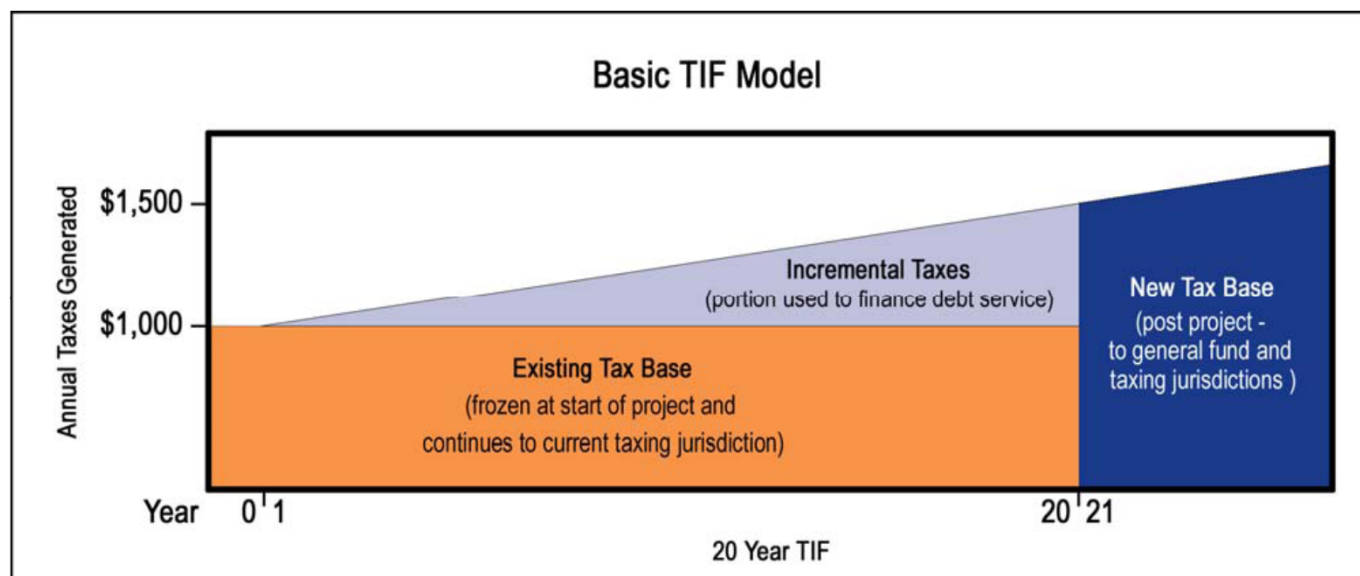 Basic TIF Model
Annual Taxes Generated
$1,500
$1,000
Incremental Taxes
(portion used to finance debt service)
Existing Tax Base
(frozen at start of project and
continues to current taxing jurisdiction)
New Tax Base
(post project -
to general fund and
taxing jurisdictions )
Year 0 1 20 21
20 Year TIF